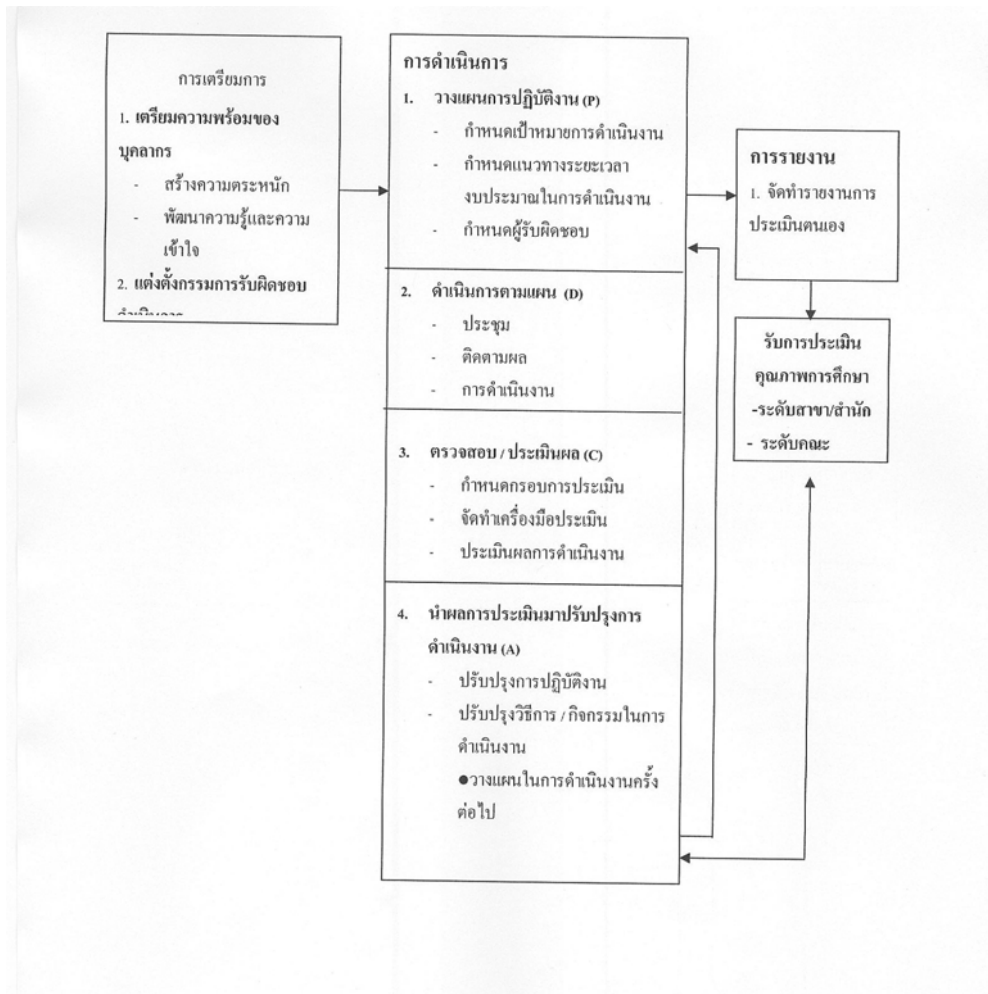 การเตรียมการ
1. เตรียมความพร้อมของ
บุคลากร
- สร้างความตระหนัก
- พัฒนาความรู้และความ
เข้าใจ
2. แต่งตั้งกรรมการรับผิดชอบ
การดำเนินการ
1. วางแผนการปฏิบัติงาน (P)
- กำหนดเป้าหมายการดำเนินงาน
- กำหนดแนวทางระยะเวลา
งบประมาณในการดำเนินงาน
- กำหนดผู้รับผิดชอบ
2. ดำเนินการตามแผน (D)
- ประชุม
- ติดตามผล
- การดำเนินงาน
3. ตรวจสอบ / ประเมินผล (C)
- กำหนดกรอบการประเมิน
- จัดทำเครื่องมือประเมิน
- ประเมินผลการดำเนินงาน
4. นำผลการประเมินมาปรับปรุงการ
ดำเนินงาน (A)
- ปรับปรุงการปฏิบัติงาน
- ปรับปรุงวิธีการ / กิจกรรมในการ
ดำเนินงาน
●วางแผนในการดำเนินงานครั้ง
ต่อไป
การรายงาน
1. จัดทำรายงานการ
ประเมินตนเอง
รับการประเมิน
คุณภาพการศึกษา
-ระดับสาขา/สำนัก
- ระดับคณะ